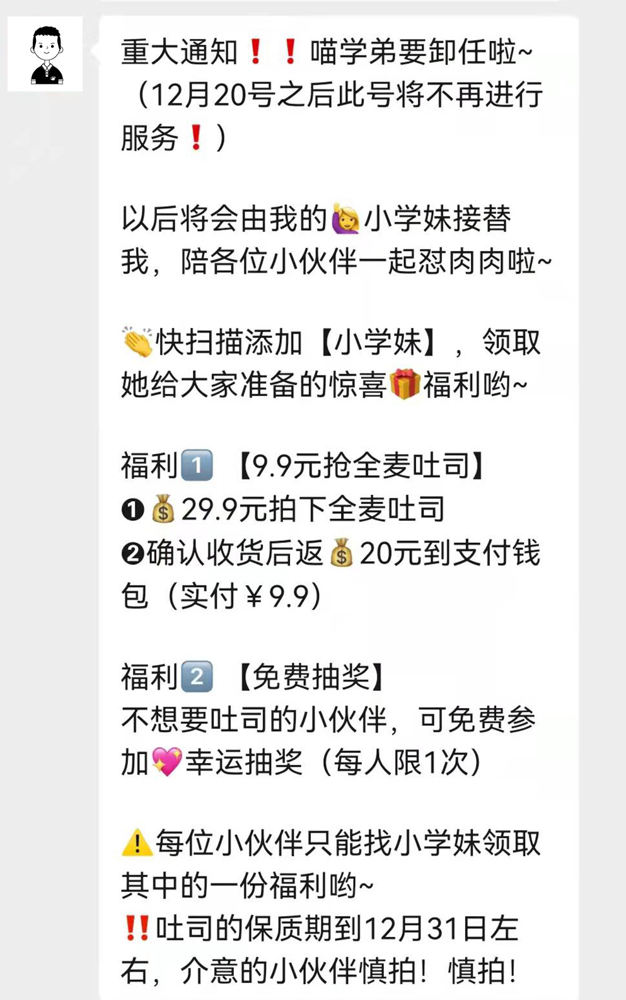 重大通知❗❗喵学弟要卸任啦~
（12月20号之后此号将不再进行
服务❗）
以后将会由我的🙋‍♀️小学妹接替
我，陪各位小伙伴一起怼肉肉啦~
👏快扫描添加【小学妹】，领取
她给大家准备的惊喜🎁福利哟~
福利1️⃣【9.9元抢全麦吐司】
❶💰29.9元拍下全麦吐司
❷确认收货后返💰20元到支付钱
包（实付￥9.9）
福利2️⃣【免费抽奖】
不想要吐司的小伙伴，可免费参
加💖幸运抽奖（每人限1次）
⚠️每位小伙伴只能找小学妹领取
其中的一份福利哟~
‼️吐司的保质期到12月31日左
右，介意的小伙伴慎拍！慎拍！